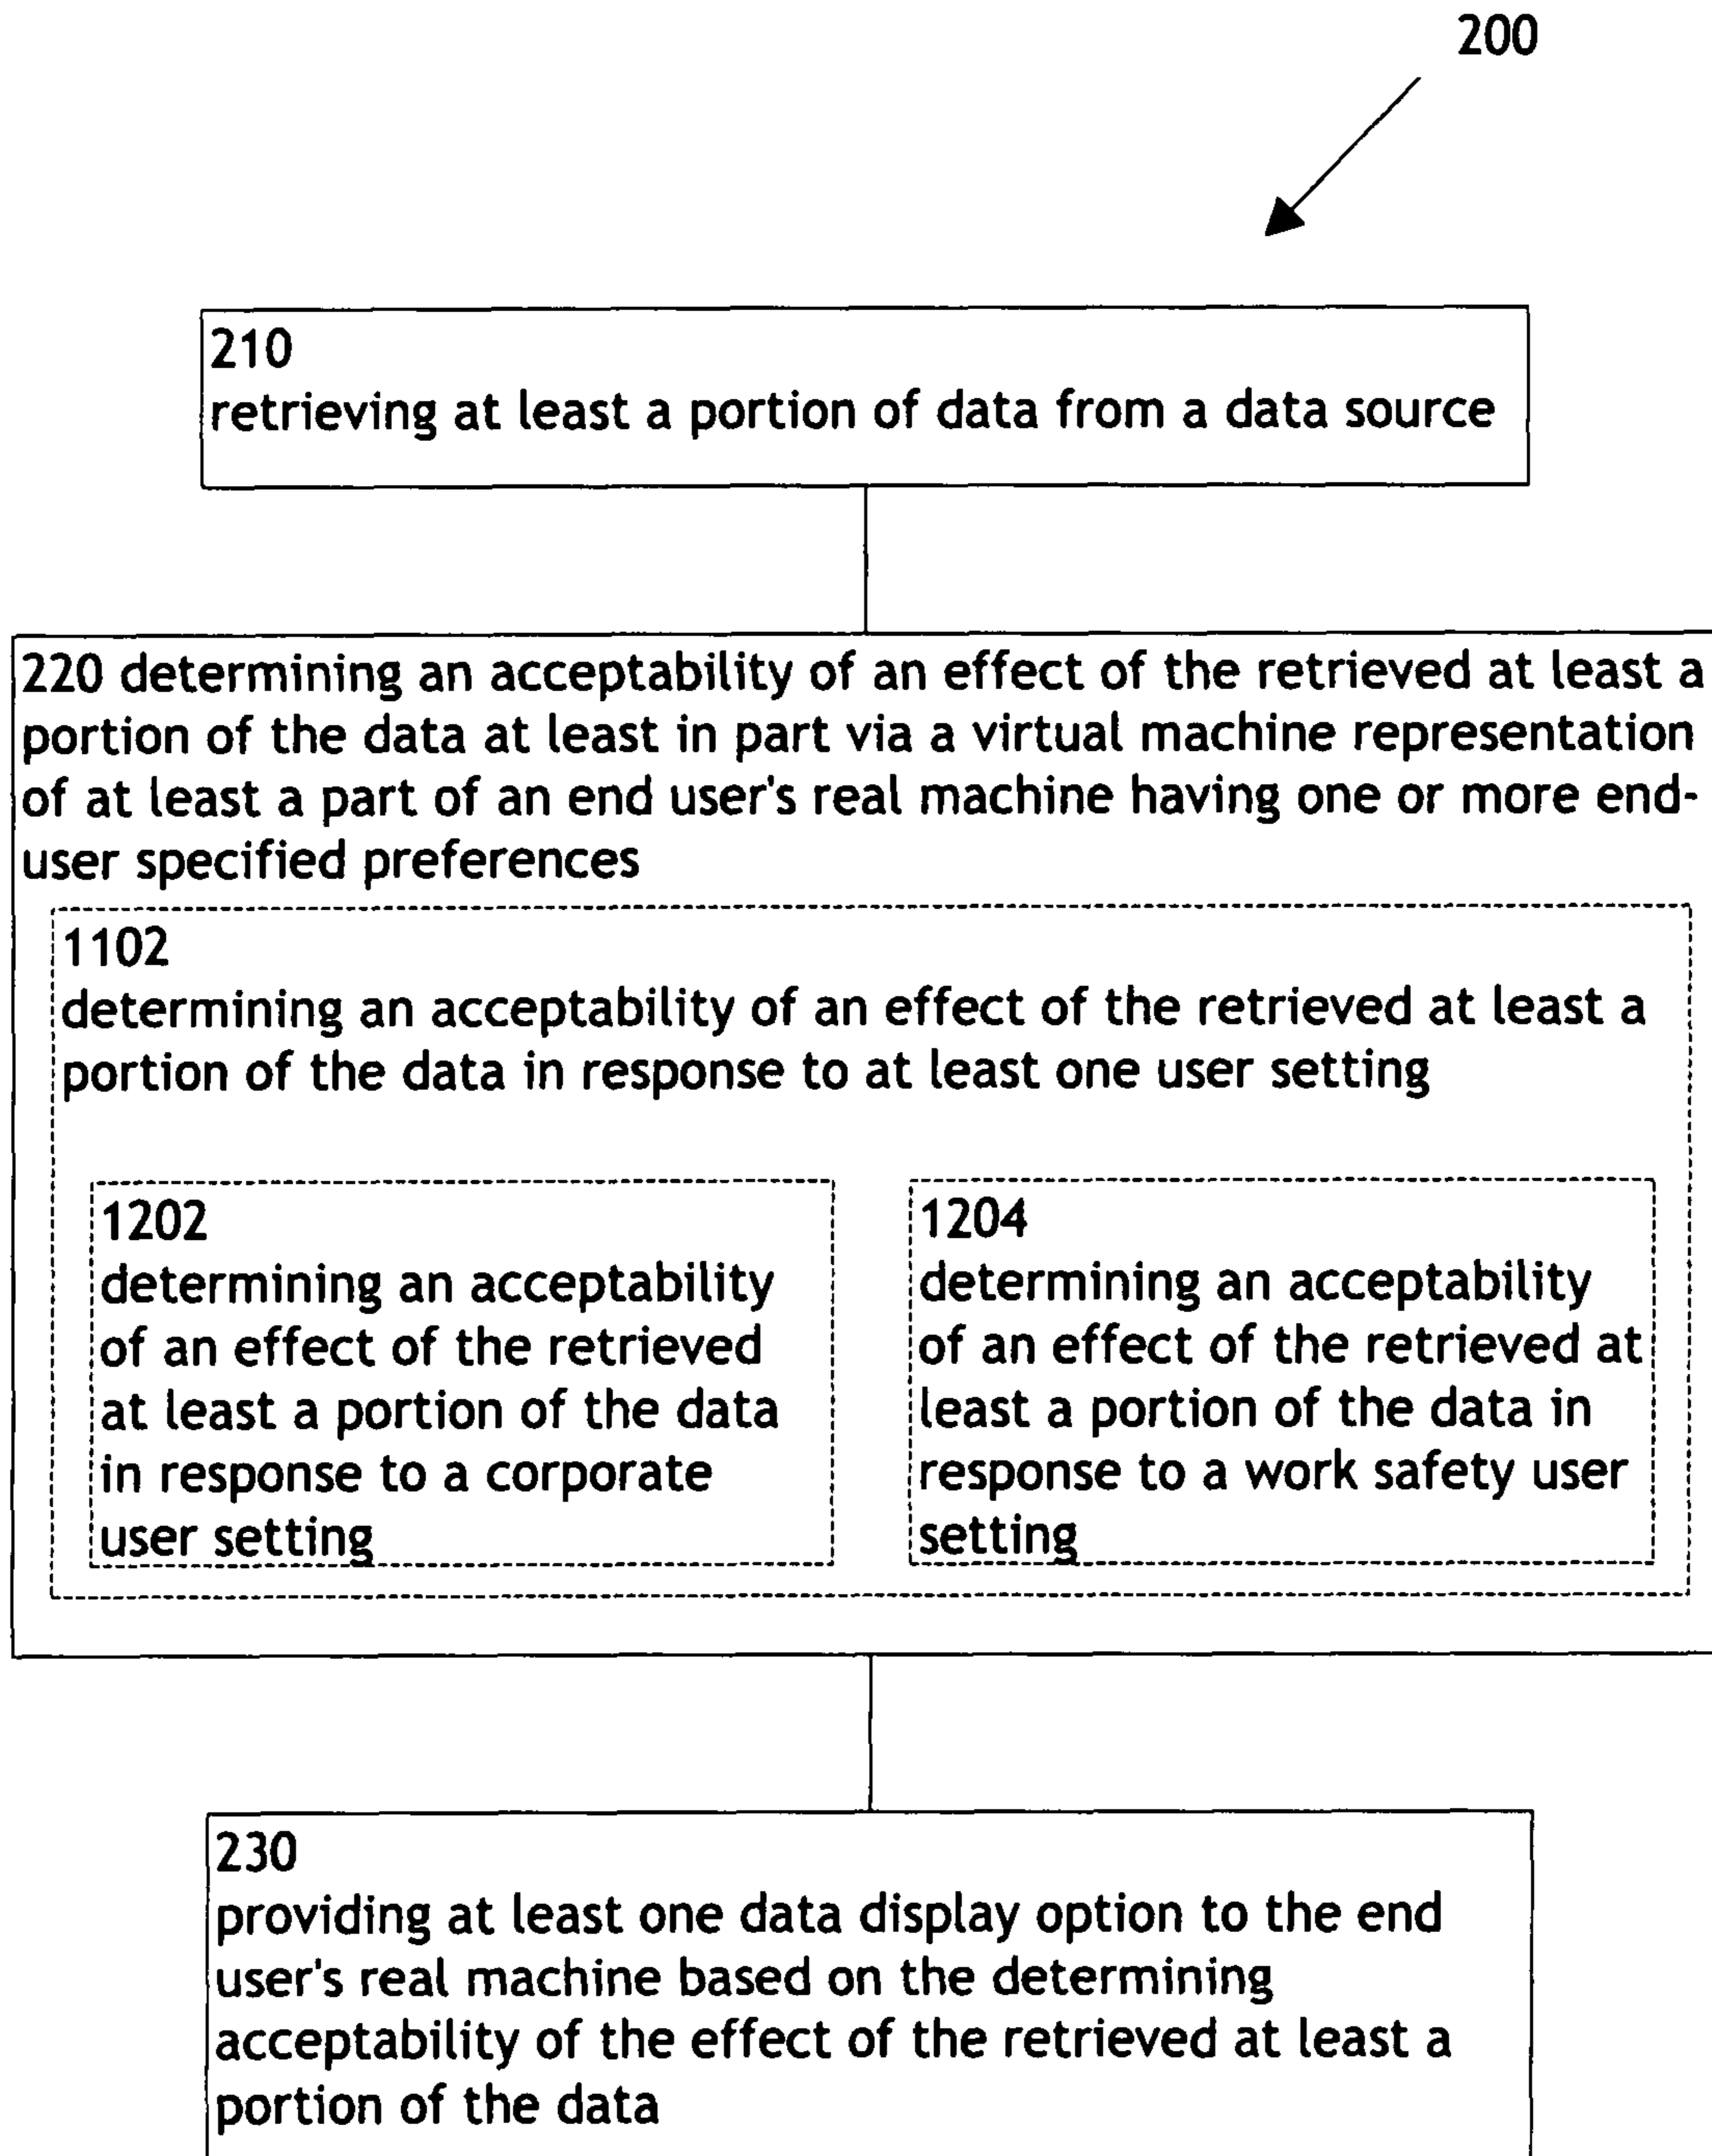 200
210
retrieving at least a portion of data from a data source
220 determining an acceptability of an effect of the retrieved at least a
portion of the data at least in part via a virtual machine representation
of at least a part of an end user's real machine having one or more end-
user specified preferences
1102
determining an acceptability of an effect of the retrieved at least a
portion of the data in response to at least one user setting
1202
determining an acceptability
of an effect of the retrieved
at least a portion of the data
in response to a corporate
user setting
1204
determining an acceptability
of an effect of the retrieved at
least a portion of the data in
response to a work safety user
setting
230
providing at least one data display option to the end
user's real machine based on the determining
acceptability of the effect of the retrieved at least a
portion of the data